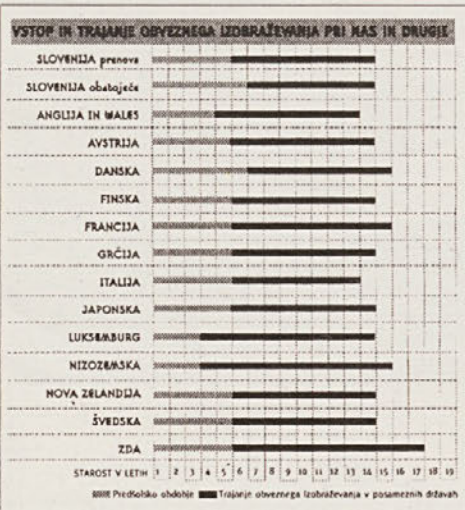 VSTOP IN TRAJANJE OBVEZNEGA IZOBRAŽEVANJA PRI NAS IN DRUGJE
SLOVENIJA prenova
SLOVENIJA obstoječe
ANGLIJA IN WALES
AVSTRIJA
DANSKA
FINSKA
FRANCIJA
GRČIJA
ITALIJA
JAPONSKA
LUKSEMBURG
NIZOZEMSKA
NOVA ZELANDIJA
ŠVEDSKA
ZDA
STAROST V LETIH 1 2 3 4 5 6 7 8 9 10 11 12 13 14 15 16 17 18 19
Predšolsko obdobje Trajanje obveznega izobraževanja v posameznih državah